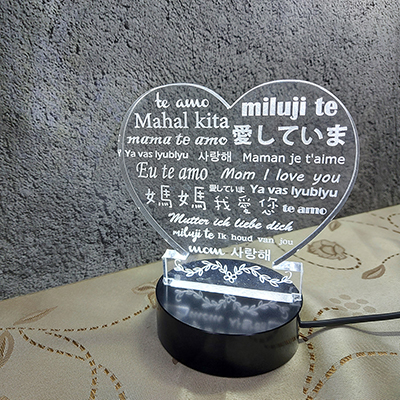 te amo miluji te
Mahal kita
mama te amo 愛していま
Ya vas lyublyu 사랑해 Maman je t'aime
Eu te amo Mom I love you
媽媽我愛您 愛していま Ya vas lyublyu
te amo
Mutter ich liebe dich
miluji te Ik houd van jou
mom 사랑해